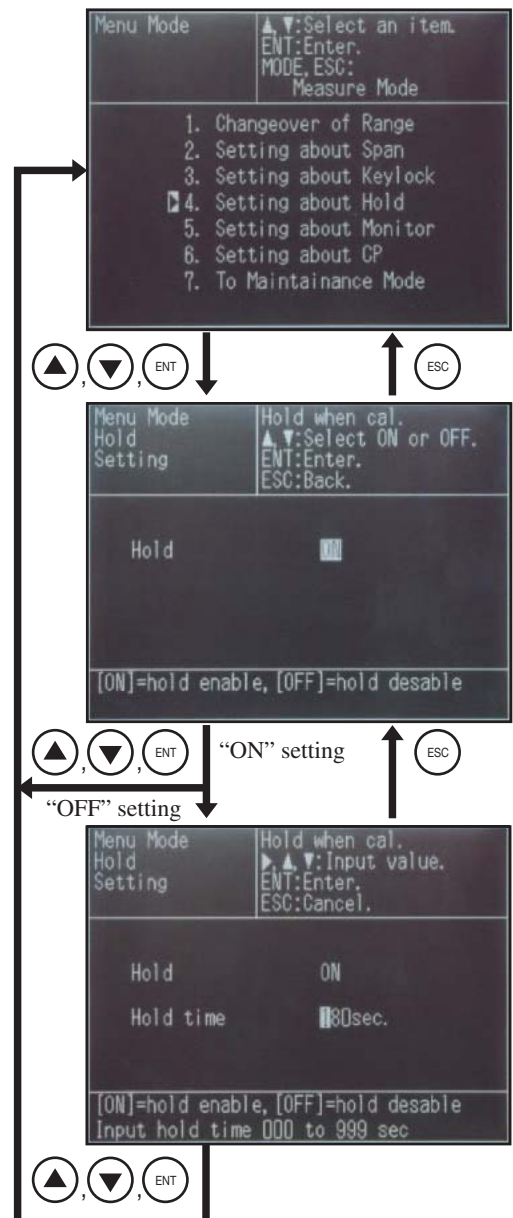 Menu Mode
▲,▼:Select an item.
ENT:Enter.
MODE,ESC:
Measure Mode
1. Changeover of Range
2. Setting about Span
3. Setting about Keylock
4. Setting about Hold
5. Setting about Monitor
6. Setting about CP
7. To Maintainance Mode
▲,▼,ENT
ESC
Menu Mode
Hold
Setting
Hold when cal.
▲,▼:Select ON or OFF.
ENT:Enter.
ESC:Back.
Hold ON
[ON]=hold enable,[OFF]=hold desable
▲,▼,ENT
“ON” setting
ESC
“OFF” setting
Menu Mode
Hold
Setting
Hold when cal.
▶,▲,▼:Input value.
ENT:Enter.
ESC:Cancel.
Hold ON
Hold time 180sec.
[ON]=hold enable,[OFF]=hold desable
Input hold time 000 to 999 sec
▲,▼,ENT